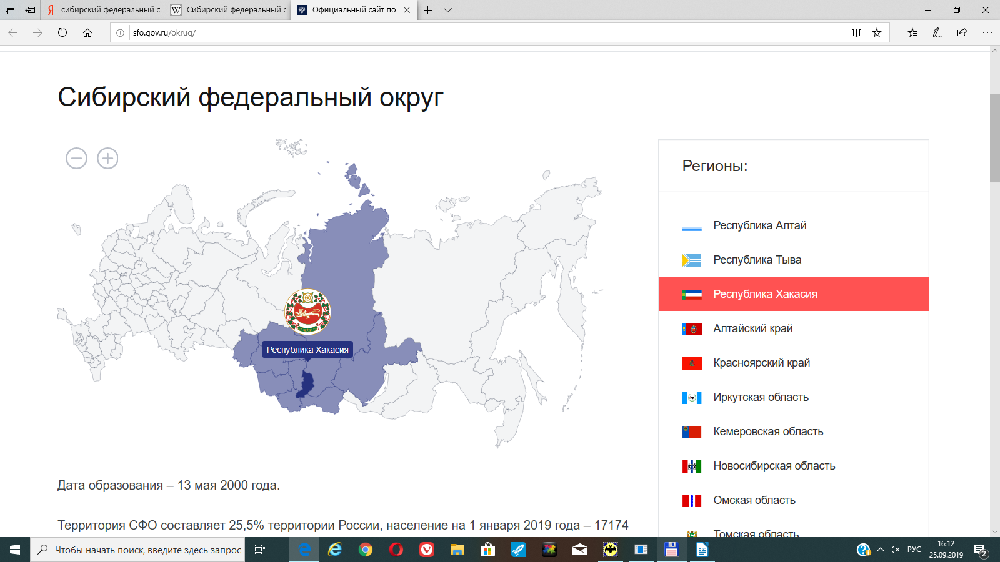 сибирский федеральный о
Сибирский федеральный о
Официальный сайт по
sfo.gov.ru/okrug/
Сибирский федеральный округ
Регионы:
Республика Алтай
Республика Тыва
Республика Хакасия
Алтайский край
Красноярский край
Иркутская область
Кемеровская область
Новосибирская область
Омская область
Томская область
Республика Хакасия
Дата образования – 13 мая 2000 года.
Территория СФО составляет 25,5% территории России, население на 1 января 2019 года – 17174
Чтобы начать поиск, введите здесь запрос
РУС
16:12
25.09.2019
2